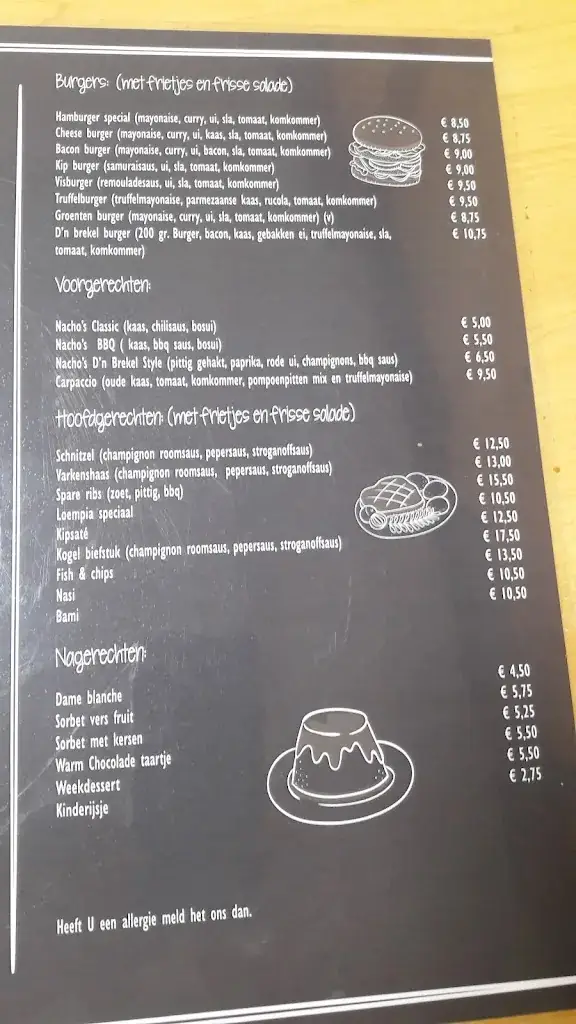 Burgers: (met frietjes en frisse salade)
Hamburger special (mayonaise, curry, ui, sla, tomaat, komkommer) € 8,50
Cheese burger (mayonaise, curry, ui, kaas, sla, tomaat, komkommer) € 8,75
Bacon burger (mayonaise, curry, ui, bacon, sla, tomaat, komkommer) € 9,00
Kip burger (samuraisaus, ui, sla, tomaat, komkommer) € 9,00
Visburger (remouladesaus, ui, sla, tomaat, komkommer) € 9,50
Truffelburger (truffelmayonaise, parmezaanse kaas, rucola, tomaat, komkommer) € 9,50
Groenten burger (mayonaise, curry, ui, sla, tomaat, komkommer) (v) € 8,75
D'n brekel burger (200 gr. Burger, bacon, kaas, gebakken ei, truffelmayonaise, sla, € 10,75
tomaat, komkommer)
Voorgerechten:
Nacho's Classic (kaas, chilisaus, bosui) € 5,00
Nacho's BBQ ( kaas, bbq saus, bosui) € 5,50
Nacho's D'n Brekel Style (pittig gehakt, paprika, rode ui, champignons, bbq saus) € 6,50
Carpaccio (oude kaas, tomaat, komkommer, pompoenpitten mix en truffelmayonaise) € 9,50
Hoofdgerechten: (met frietjes en frisse salade)
Schnitzel (champignon roomsaus, pepersaus, stroganoffsaus) € 12,50
Varkenshaas (champignon roomsaus, pepersaus, stroganoffsaus) € 13,00
Spare ribs (zoet, pittig, bbq) € 15,50
Loempia speciaal € 10,50
Kipsaté € 12,50
Kogel biefstuk (champignon roomsaus, pepersaus, stroganoffsaus) € 17,50
Fish & chips € 13,50
Nasi € 10,50
Bami € 10,50
Nagerechten:
Dame blanche € 4,50
Sorbet vers fruit € 5,75
Sorbet met kersen € 5,25
Warm Chocolade taartje € 5,50
Weekdessert € 5,50
Kinderijsje € 2,75
Heeft U een allergie meld het ons dan.